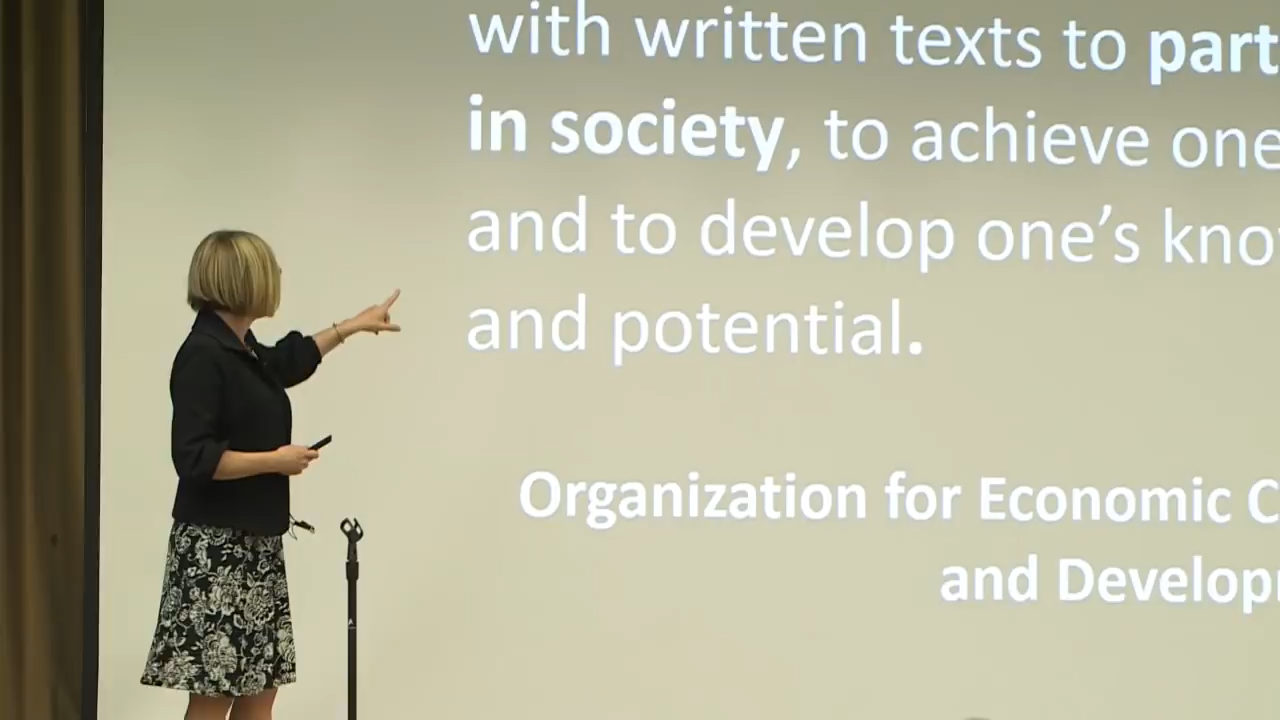 with written texts to part
in society, to achieve one
and to develop one's kno
and potential.
Organization for Economic C
and Develop